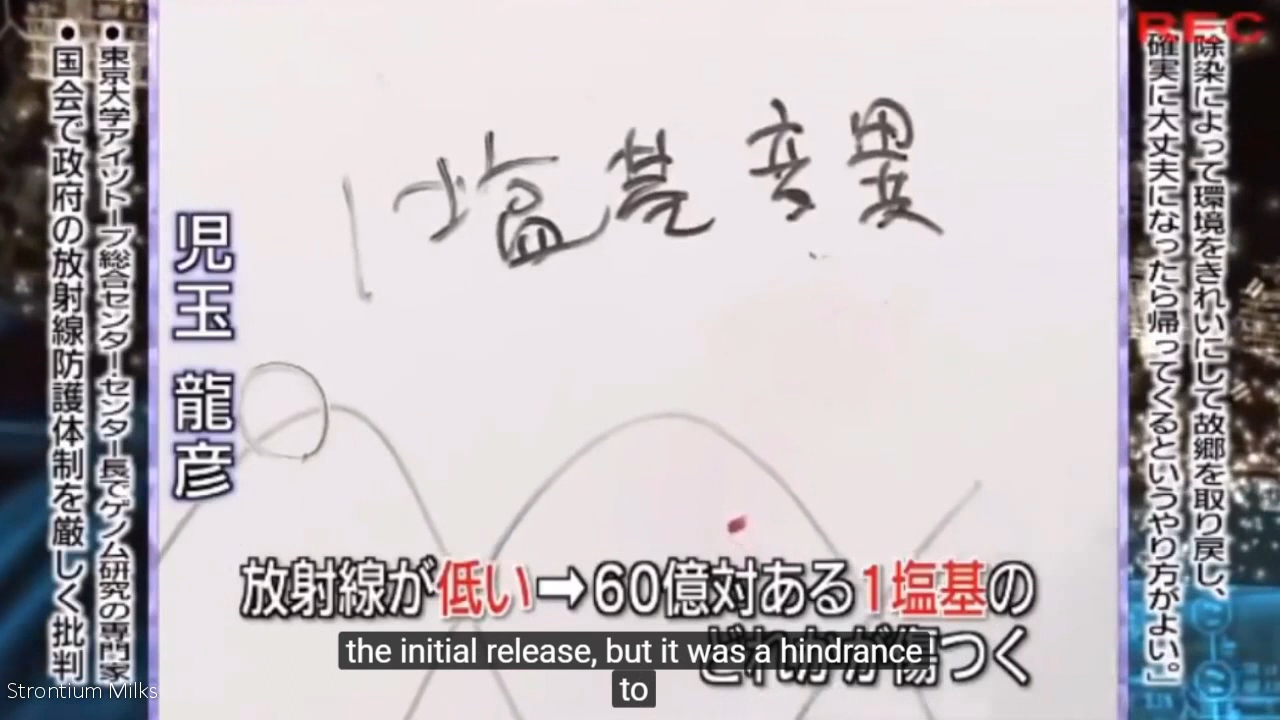 REC
除染によって環境をきれいにして故郷を取り戻し、
確実に大丈夫になったら帰ってくるというやり方がよい。」
1塩基変異
児玉 龍彦
●東京大学アイソトープ総合センター・センター長でゲノム研究の専門家
●国会で政府の放射線防護体制を厳しく批判
放射線が低い➡60億対ある1塩基の
どれかが傷つく
the initial release, but it was a hindrance
to
Strontium Milks